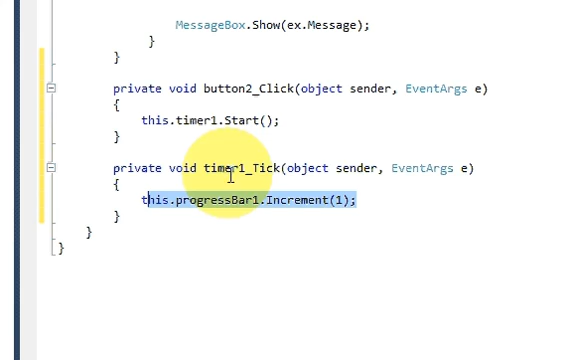 MessageBox.Show(ex.Message);
}
}
private void button2_Click(object sender, EventArgs e)
{
this.timer1.Start();
}
private void timer1_Tick(object sender, EventArgs e)
{
this.progressBar1.Increment(1);
}
}
}